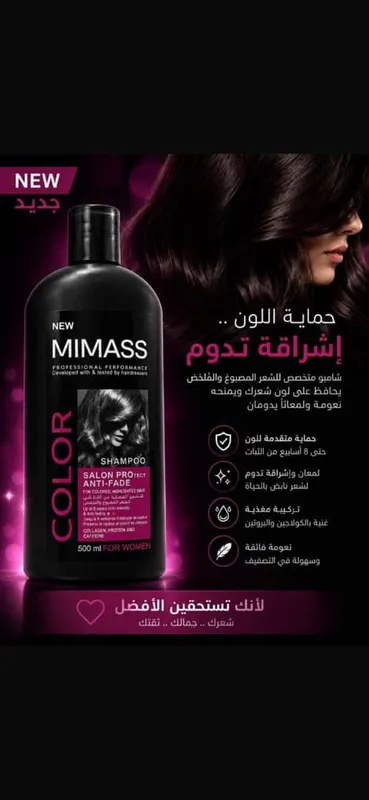 NEW
جديد
حماية اللون ..
إشراقة تدوم
شامبو متخصص للشعر المصبوغ والمُلخض
يحافظ على لون شعرك ويمنحه
نعومة ولمعاناً يدومان
حماية متقدمة للون
حتى 8 أسابيع من الثبات
لمعان وإشراقة تدوم
لشعر نابض بالحياة
تركيبة مغذية
غنية بالكولاجين والبروتين
نعومة فائقة
وسهولة في التصفيف
NEW
MIMASS
PROFESSIONAL PERFORMANCE
Developed with & tested by hairdressers
COLOR
SHAMPOO
SALON PROTECT
ANTI-FADE
FOR COLORED, HIGHLIGHTED HAIR
COLLAGEN, PROTEIN AND
CAFFEINE
500 ml FOR WOMEN
لأنك تستحقين الأفضل
شعرك .. جمالك .. ثقتك